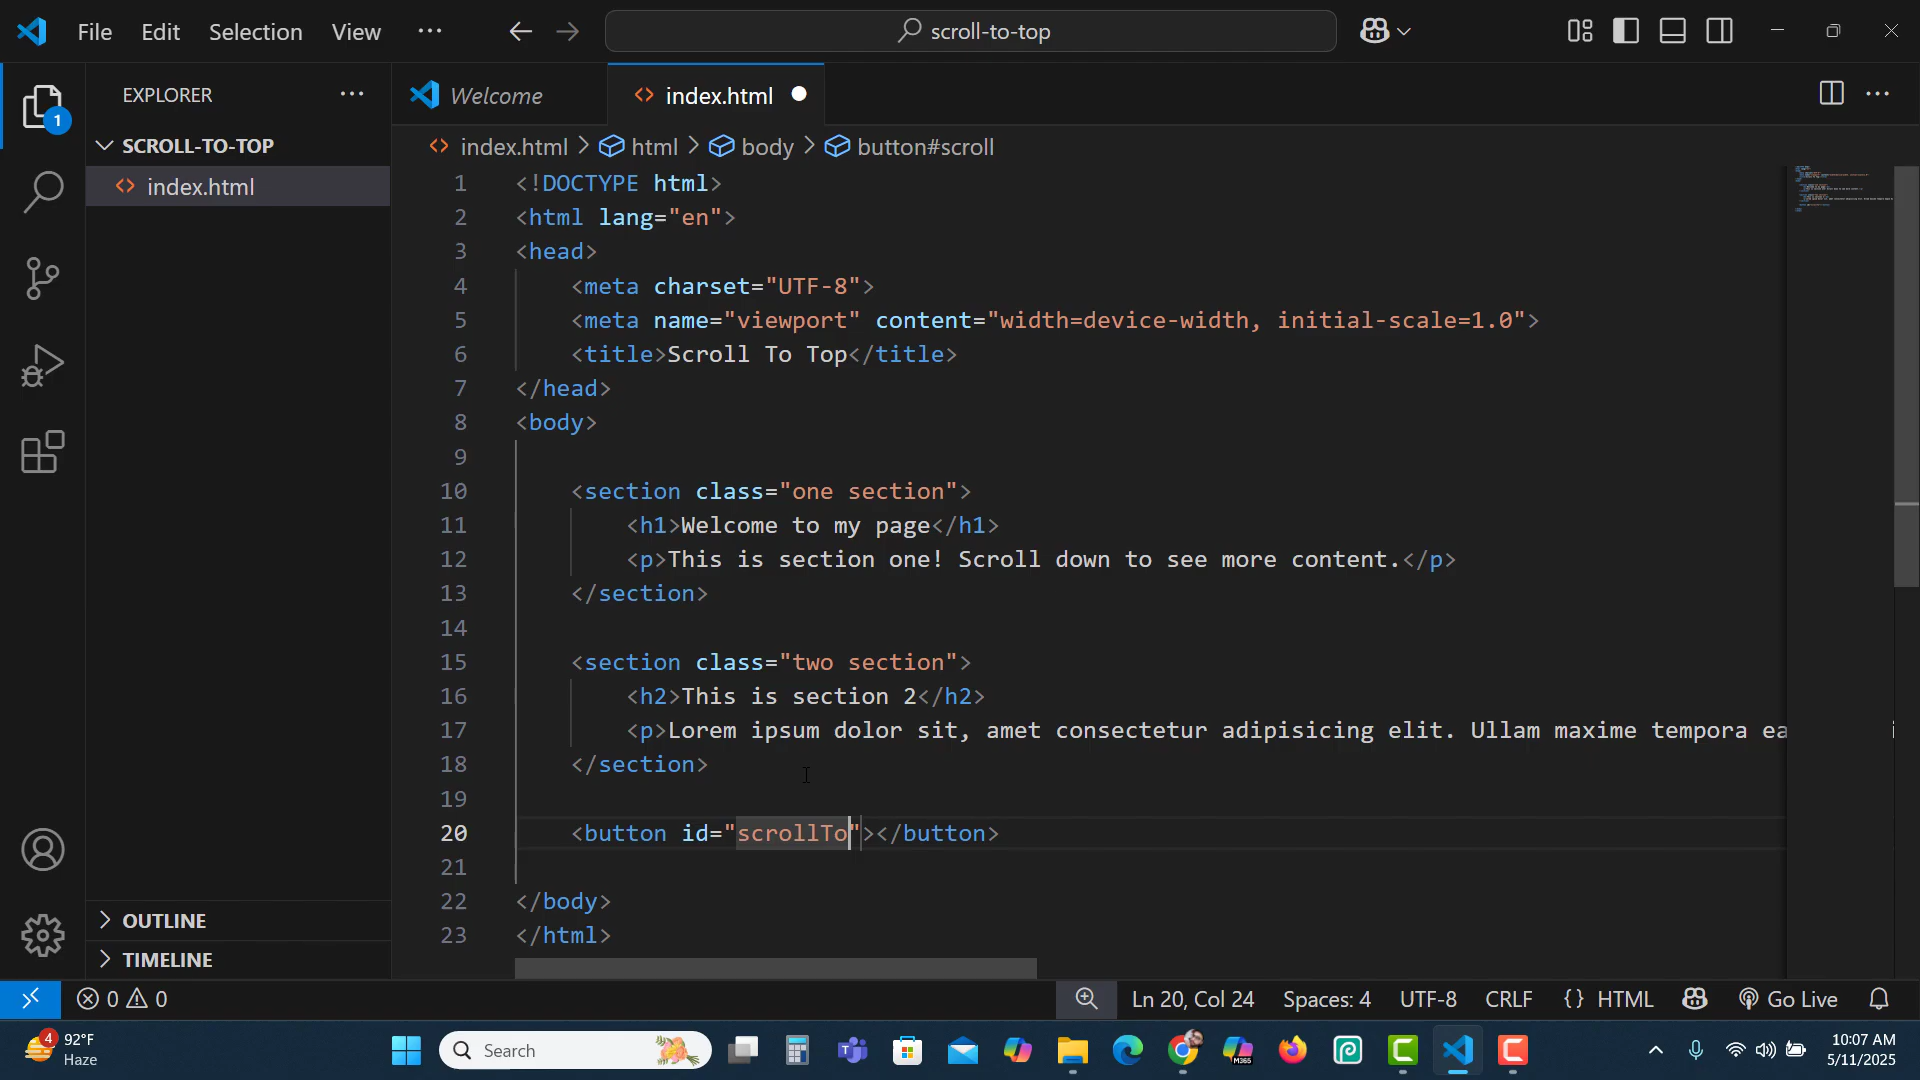 File Edit Selection View ··· scroll-to-top
EXPLORER ···
1
SCROLL-TO-TOP
index.html
OUTLINE
TIMELINE
Welcome
index.html
index.html > html > body > button#scroll
1 <!DOCTYPE html>
2 <html lang="en">
3 <head>
4 <meta charset="UTF-8">
5 <meta name="viewport" content="width=device-width, initial-scale=1.0">
6 <title>Scroll To Top</title>
7 </head>
8 <body>
9
10 <section class="one section">
11 <h1>Welcome to my page</h1>
12 <p>This is section one! Scroll down to see more content.</p>
13 </section>
14
15 <section class="two section">
16 <h2>This is section 2</h2>
17 <p>Lorem ipsum dolor sit, amet consectetur adipisicing elit. Ullam maxime tempora ea
18 </section>
19
20 <button id="scrollTo"></button>
21
22 </body>
23 </html>
0 0 Ln 20, Col 24 Spaces: 4 UTF-8 CRLF {} HTML Go Live
4 92°F
Haze
Search
M365
10:07 AM
5/11/2025